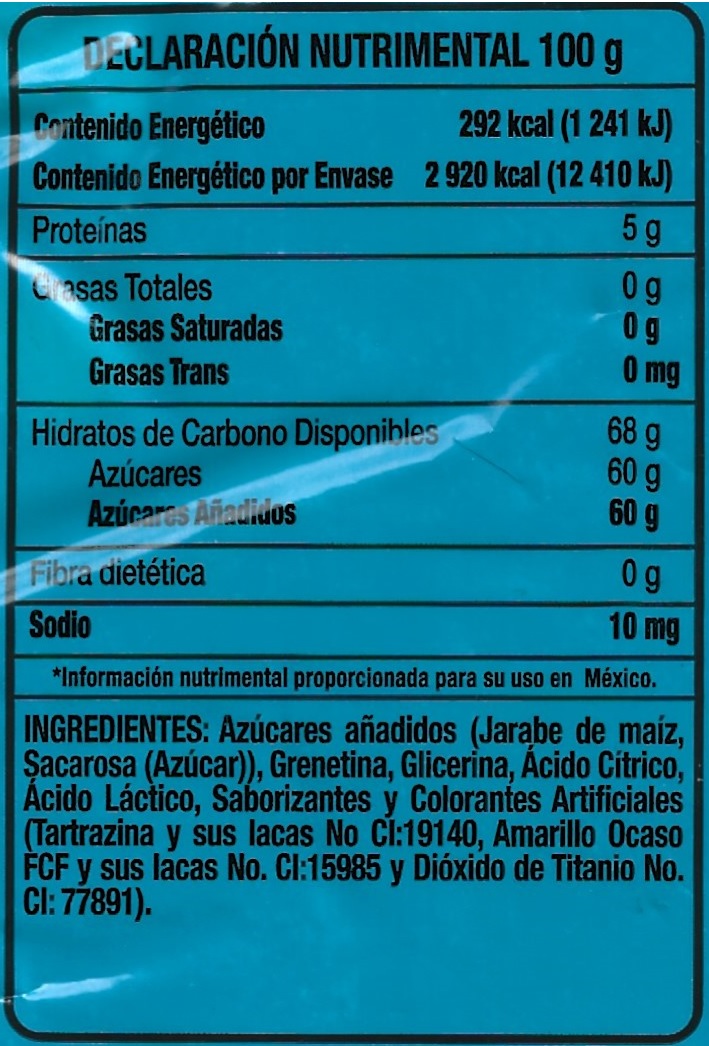 DECLARACIÓN NUTRIMENTAL 100 g
Contenido Energético 292 kcal (1 241 kJ)
Contenido Energético por Envase 2 920 kcal (12 410 kJ)
Proteínas 5 g
Grasas Totales 0 g
Grasas Saturadas 0 g
Grasas Trans 0 mg
Hidratos de Carbono Disponibles 68 g
Azúcares 60 g
Azúcares Añadidos 60 g
Fibra dietética 0 g
Sodio 10 mg
*Información nutrimental proporcionada para su uso en México.
INGREDIENTES: Azúcares añadidos (Jarabe de maíz,
Sacarosa (Azúcar)), Grenetina, Glicerina, Ácido Cítrico,
Ácido Láctico, Saborizantes y Colorantes Artificiales
(Tartrazina y sus lacas No CI:19140, Amarillo Ocaso
FCF y sus lacas No. CI:15985 y Dióxido de Titanio No.
CI: 77891).